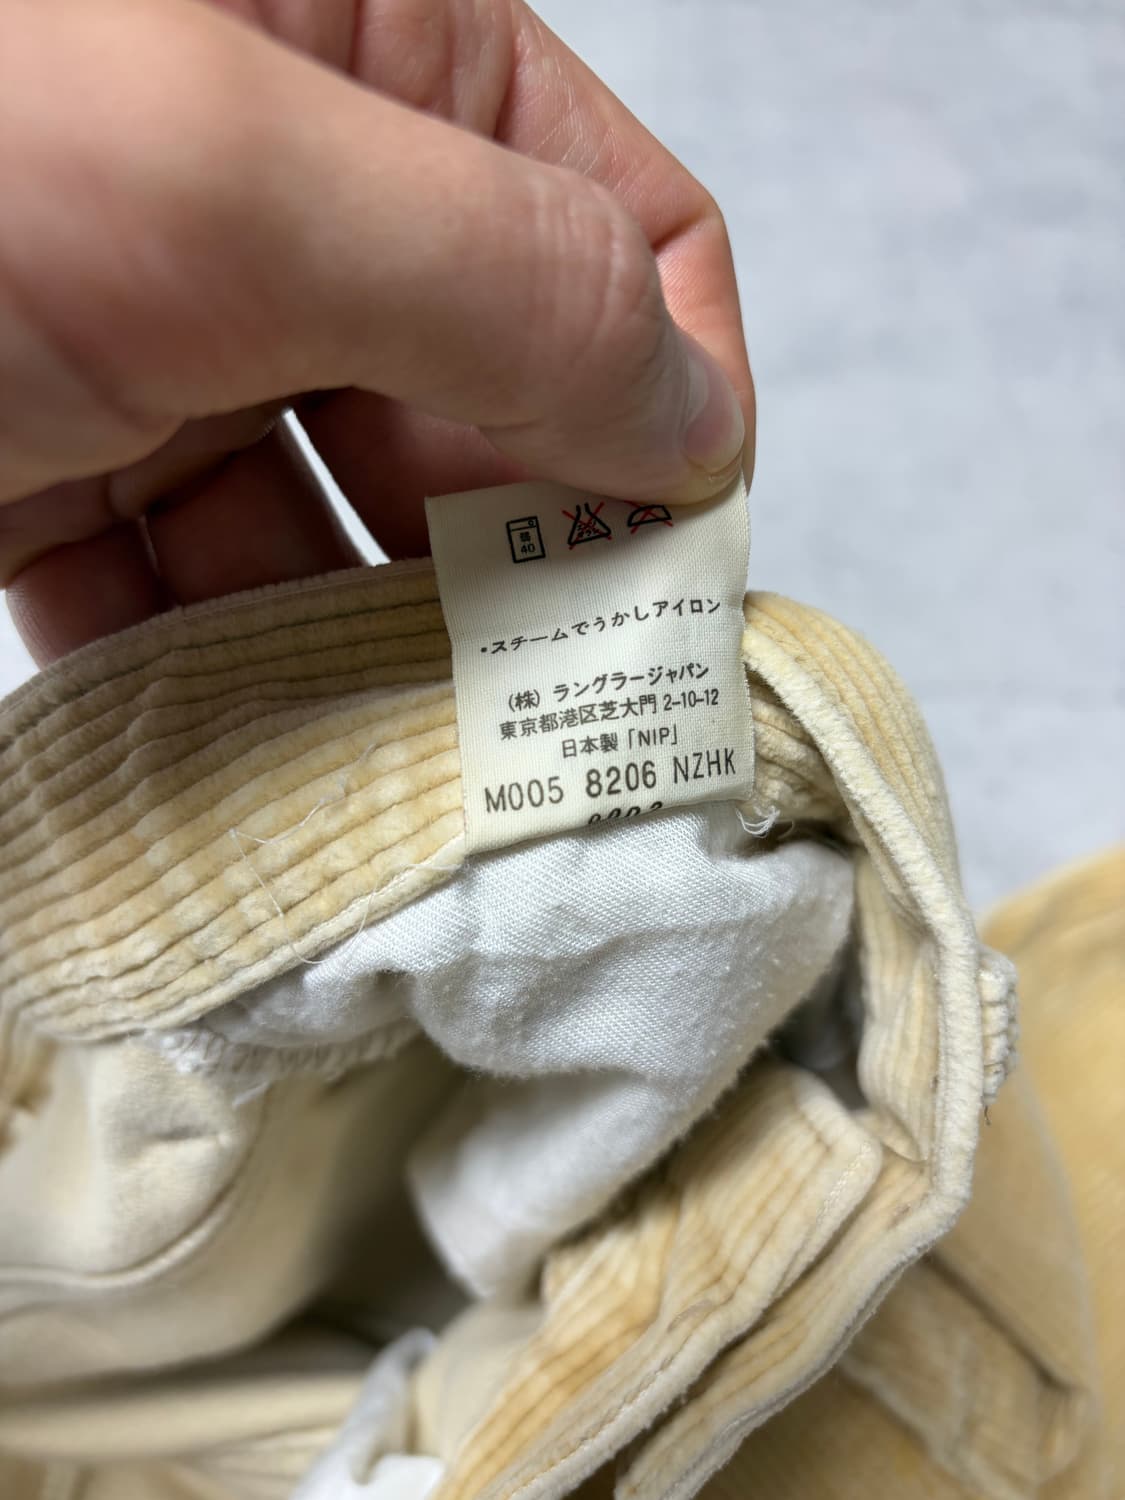 弱
40
・スチームでうかしアイロン
(株) ラングラージャパン
東京都港区芝大門 2-10-12
日本製「NIP」
M005 8206 NZHK